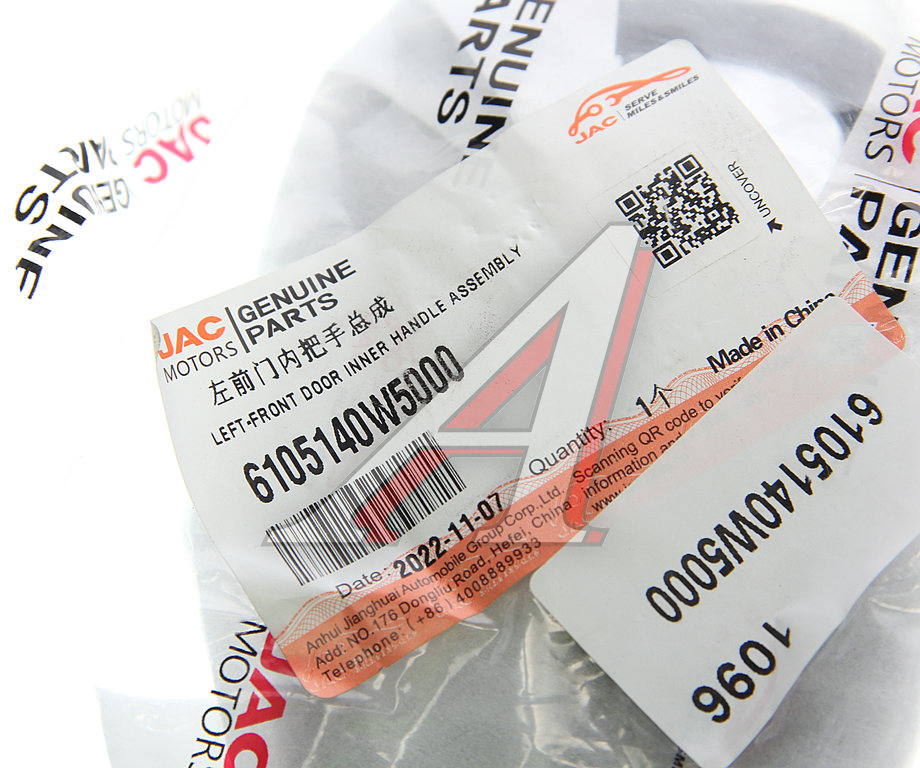 JAC
SERVE
MILES&SMILES
UNCOVER
JAC
MOTORS
GENUINE
PARTS
左前门内把手总成
LEFT-FRONT DOOR INNER HANDLE ASSEMBLY
6105140W5000
Quantity: 1个
Made in China
Date: 2022-11-07
Anhui Jianghuai Automobile Group Corp.,Ltd.
Add: NO.176 Dongliu Road, Hefei, China
Telephone: (+86)4008889933
Scanning QR code to
information and
www.
6105140W5000
1096
GENUINE
PARTS
JAC
MOTORS
GENUINE
PARTS
GENUINE
PARTS
MOTORS
JAC
MOTORS